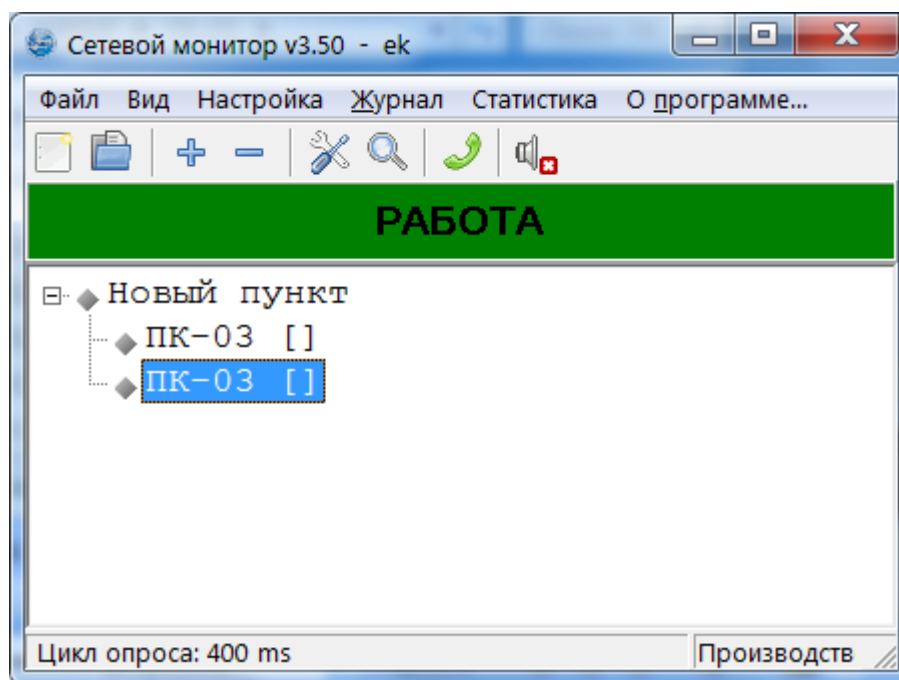 Сетевой монитор v3.50 - ek
Файл Вид Настройка Журнал Статистика О программе...
РАБОТА
Новый пункт
ПК-03 []
ПК-03 []
Цикл опроса: 400 ms Производств